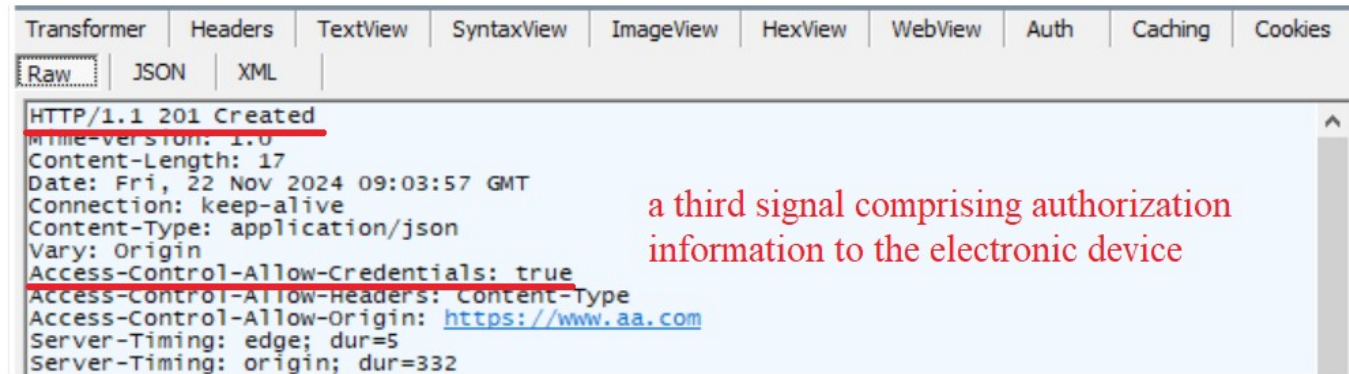 Transformer Headers TextView SyntaxView ImageView HexView WebView Auth Caching Cookies
Raw JSON XML
HTTP/1.1 201 Created
Mime-Version: 1.0
Content-Length: 17
Date: Fri, 22 Nov 2024 09:03:57 GMT
Connection: keep-alive
Content-Type: application/json
Vary: Origin
Access-Control-Allow-Credentials: true
Access-Control-Allow-Headers: Content-Type
Access-Control-Allow-Origin: https://www.aa.com
Server-Timing: edge; dur=5
Server-Timing: origin; dur=332
a third signal comprising authorization
information to the electronic device